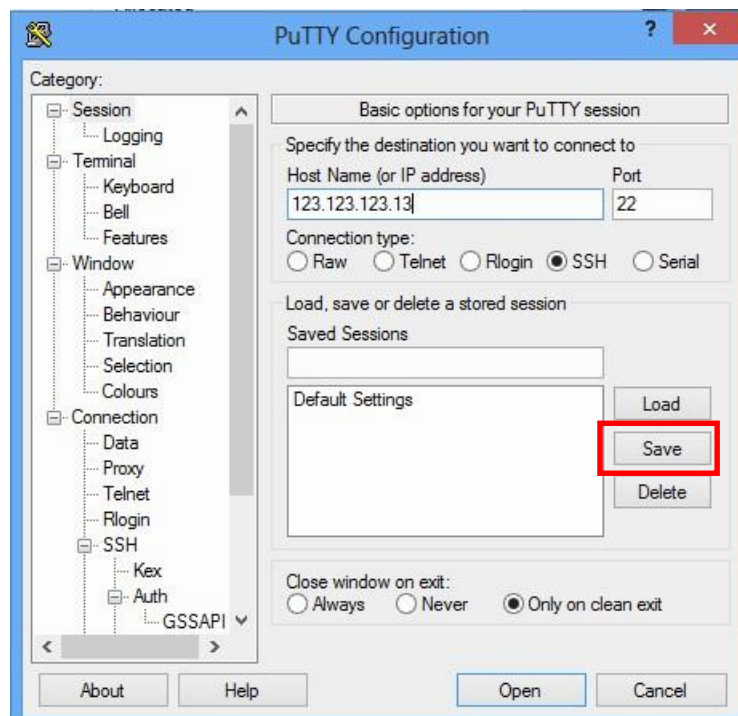 PuTTY Configuration
?
×
Category:
Session
Logging
Terminal
Keyboard
Bell
Features
Window
Appearance
Behaviour
Translation
Selection
Colours
Connection
Data
Proxy
Telnet
Rlogin
SSH
Kex
Auth
GSSAPI
Basic options for your PuTTY session
Specify the destination you want to connect to
Host Name (or IP address) Port
123.123.123.13 22
Connection type:
Raw Telnet Rlogin SSH Serial
Load, save or delete a stored session
Saved Sessions
Default Settings
Load
Save
Delete
Close window on exit:
Always Never Only on clean exit
About Help Open Cancel